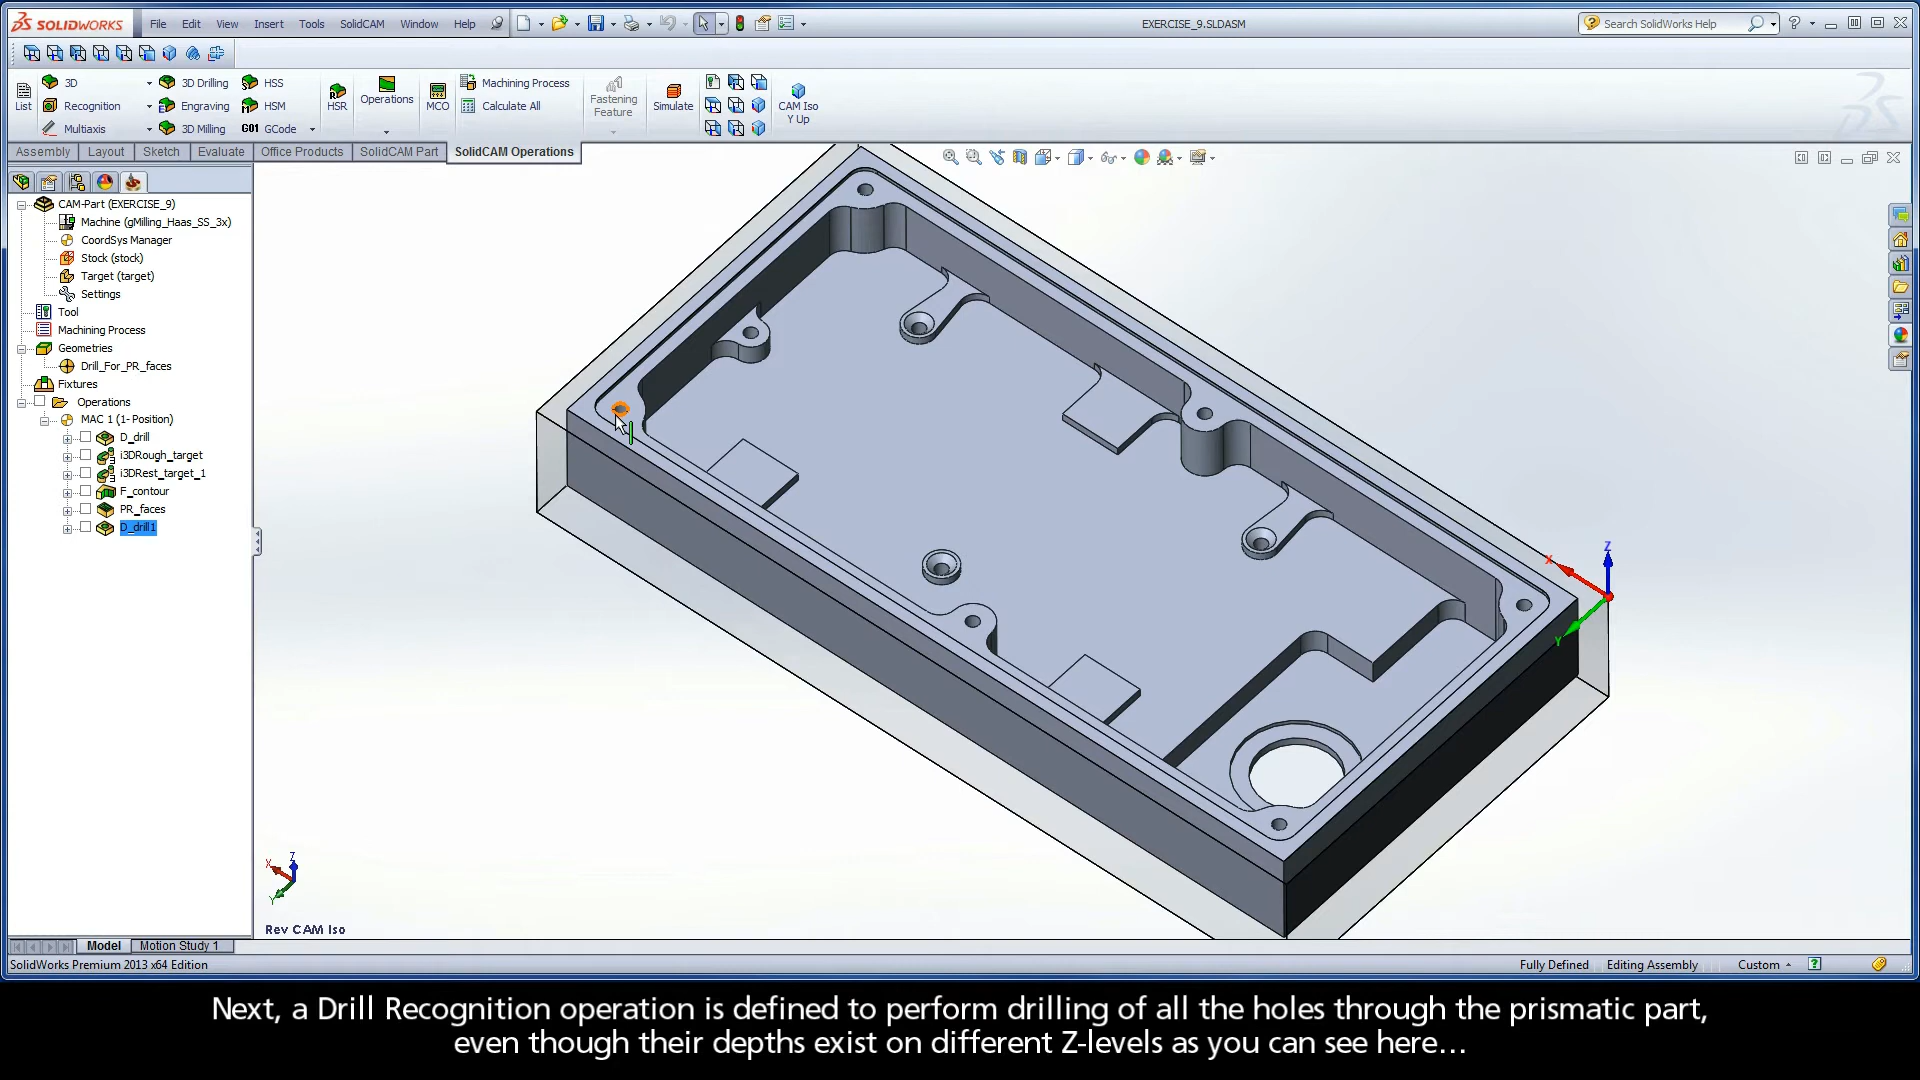 SOLIDWORKS File Edit View Insert Tools SolidCAM Window Help EXERCISE_9.SLDASM Search SolidWorks Help
List 3D 3D Drilling HSS HSR Operations MCO Machining Process Fastening Feature Simulate CAM Iso Y Up
Recognition Engraving HSM Calculate All
Multiaxis 3D Milling G01 GCode
Assembly Layout Sketch Evaluate Office Products SolidCAM Part SolidCAM Operations
CAM-Part (EXERCISE_9)
Machine (gMilling_Haas_SS_3x)
CoordSys Manager
Stock (stock)
Target (target)
Settings
Tool
Machining Process
Geometries
Drill_For_PR_faces
Fixtures
Operations
MAC 1 (1- Position)
D_drill
i3DRough_target
i3DRest_target_1
F_contour
PR_faces
D_drill1
Z
X
Y
Z
X
Y
Rev CAM Iso
Model Motion Study 1
SolidWorks Premium 2013 x64 Edition Fully Defined Editing Assembly Custom
Next, a Drill Recognition operation is defined to perform drilling of all the holes through the prismatic part,
even though their depths exist on different Z-levels as you can see here...